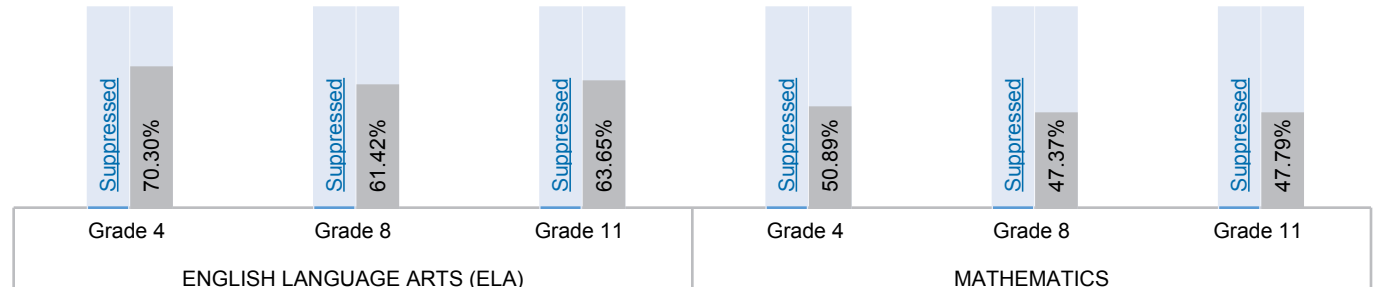 Suppressed
70.30%
Suppressed
61.42%
Suppressed
63.65%
Suppressed
50.89%
Suppressed
47.37%
Suppressed
47.79%
Grade 4
Grade 8
Grade 11
Grade 4
Grade 8
Grade 11
ENGLISH LANGUAGE ARTS (ELA)
MATHEMATICS